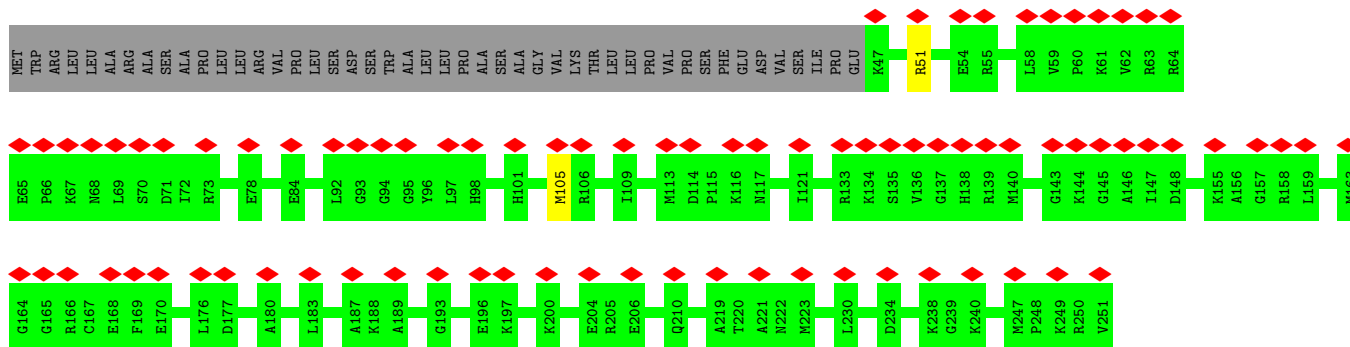 MET TRP ARG LEU LEU ALA ARG ALA SER ALA PRO LEU LEU ARG VAL PRO LEU SER ASP SER TRP ALA LEU LEU PRO ALA SER ALA GLY VAL LYS THR LEU LEU PRO VAL PRO SER PHE GLU ASP VAL SER ILE PRO GLU K47 R51 E54 R55 L58 V59 P60 K61 V62 R63 R64
E65 P66 K67 N68 L69 S70 D71 I72 R73 E78 E84 L92 G93 G94 G95 Y96 L97 H98 H101 M105 R106 I109 M113 D114 P115 K116 N117 I121 R133 K134 S135 V136 G137 H138 R139 M140 G143 K144 G145 A146 I147 D148 K155 A156 G157 R158 L159
G164 G165 R166 C167 E168 F169 E170 L176 D177 A180 L183 A187 K188 A189 G193 E196 K197 K200 E204 R205 E206 Q210 A219 T220 A221 N222 M223 L230 D234 K238 G239 K240 M247 P248 K249 R250 V251